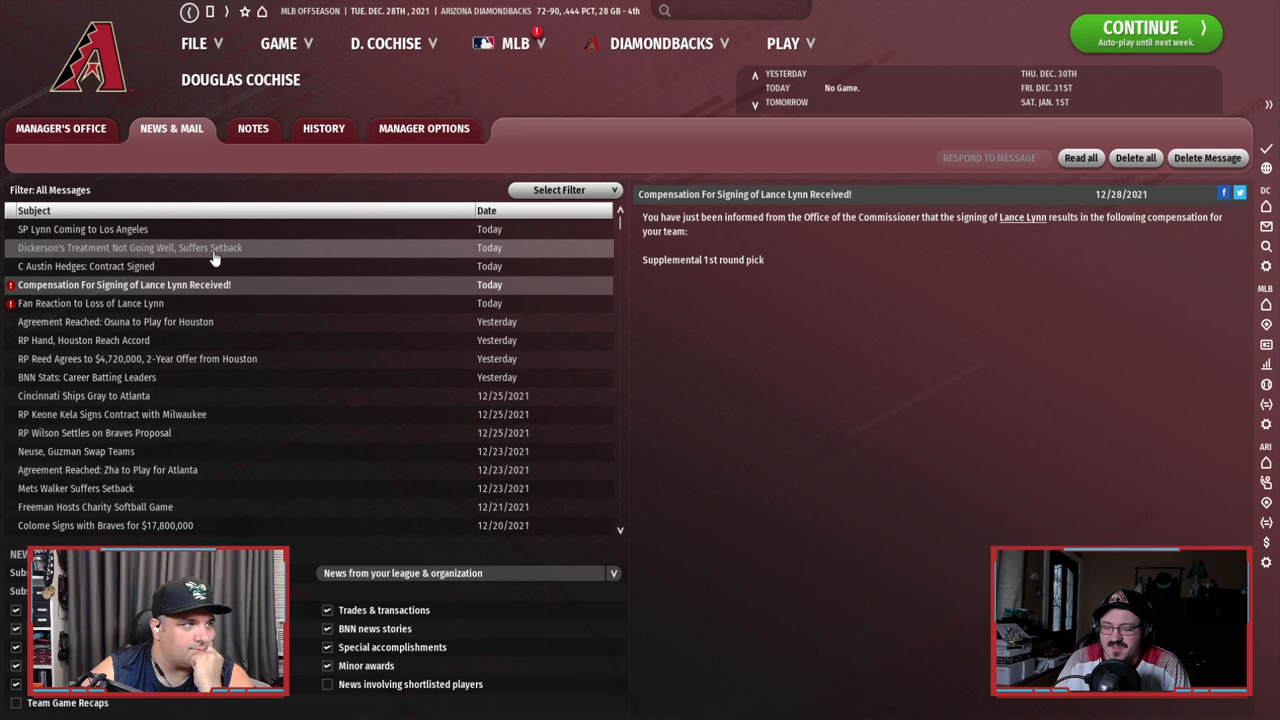 MLB OFFSEASON | TUE. DEC. 28TH , 2021 | ARIZONA DIAMONDBACKS 72-90, .444 PCT, 28 GB - 4th
FILE GAME D. COCHISE MLB DIAMONDBACKS PLAY
CONTINUE
Auto-play until next week.
DOUGLAS COCHISE
YESTERDAY THU. DEC. 30TH
TODAY No Game. FRI. DEC. 31ST
TOMORROW SAT. JAN. 1ST
MANAGER'S OFFICE NEWS & MAIL NOTES HISTORY MANAGER OPTIONS
RESPOND TO MESSAGE Read all Delete all Delete Message
Filter: All Messages Select Filter
Subject Date
SP Lynn Coming to Los Angeles Today
Dickerson's Treatment Not Going Well, Suffers Setback Today
C Austin Hedges: Contract Signed Today
Compensation For Signing of Lance Lynn Received! Today
Fan Reaction to Loss of Lance Lynn Today
Agreement Reached: Osuna to Play for Houston Yesterday
RP Hand, Houston Reach Accord Yesterday
RP Reed Agrees to $4,720,000, 2-Year Offer from Houston Yesterday
BNN Stats: Career Batting Leaders Yesterday
Cincinnati Ships Gray to Atlanta 12/25/2021
RP Keone Kela Signs Contract with Milwaukee 12/25/2021
RP Wilson Settles on Braves Proposal 12/25/2021
Neuse, Guzman Swap Teams 12/23/2021
Agreement Reached: Zha to Play for Atlanta 12/23/2021
Mets Walker Suffers Setback 12/23/2021
Freeman Hosts Charity Softball Game 12/21/2021
Colome Signs with Braves for $17,800,000 12/20/2021
Compensation For Signing of Lance Lynn Received! 12/28/2021
You have just been informed from the Office of the Commissioner that the signing of Lance Lynn results in the following compensation for
your team:
Supplemental 1st round pick
News from your league & organization
Trades & transactions
BNN news stories
Special accomplishments
Minor awards
News involving shortlisted players
Team Game Recaps
DC
MLB
ARI